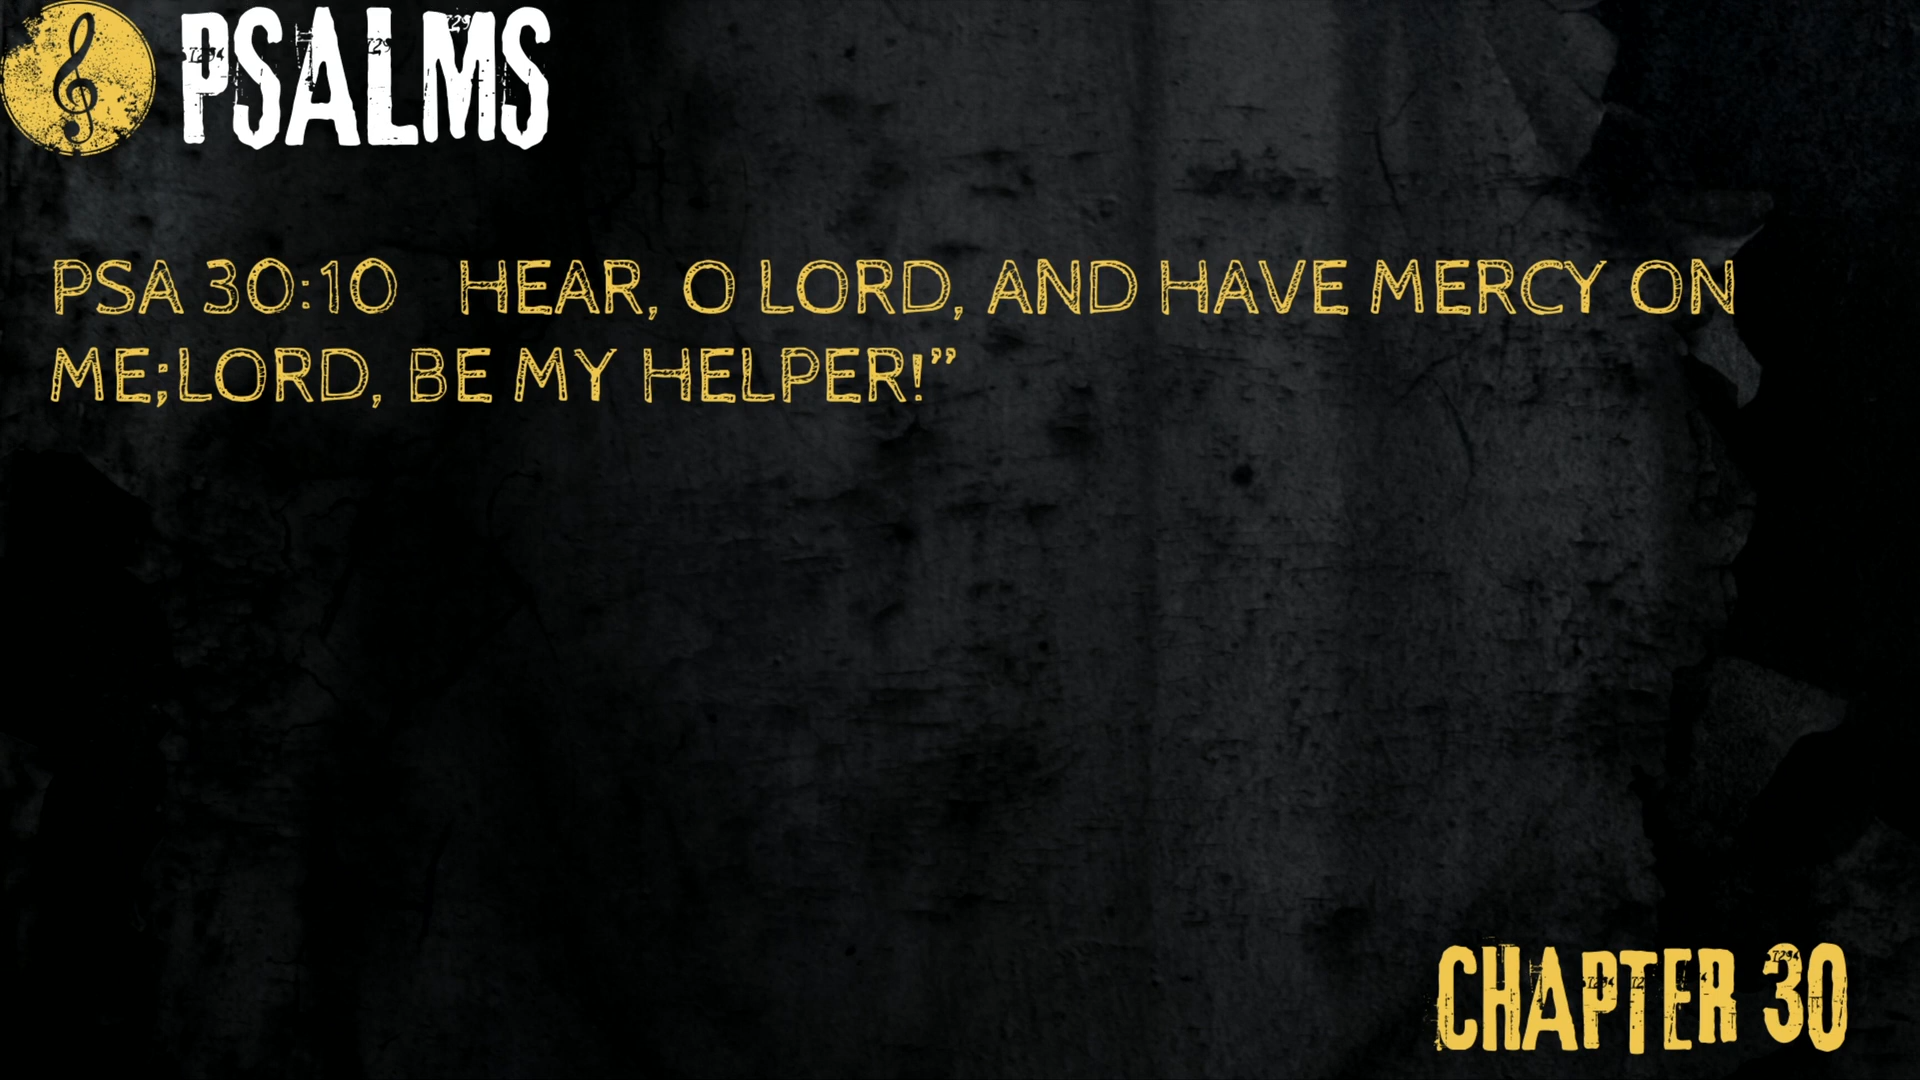 PSALMS
PSA 30:10   HEAR, O LORD, AND HAVE MERCY ON
ME;LORD, BE MY HELPER!”
CHAPTER 30